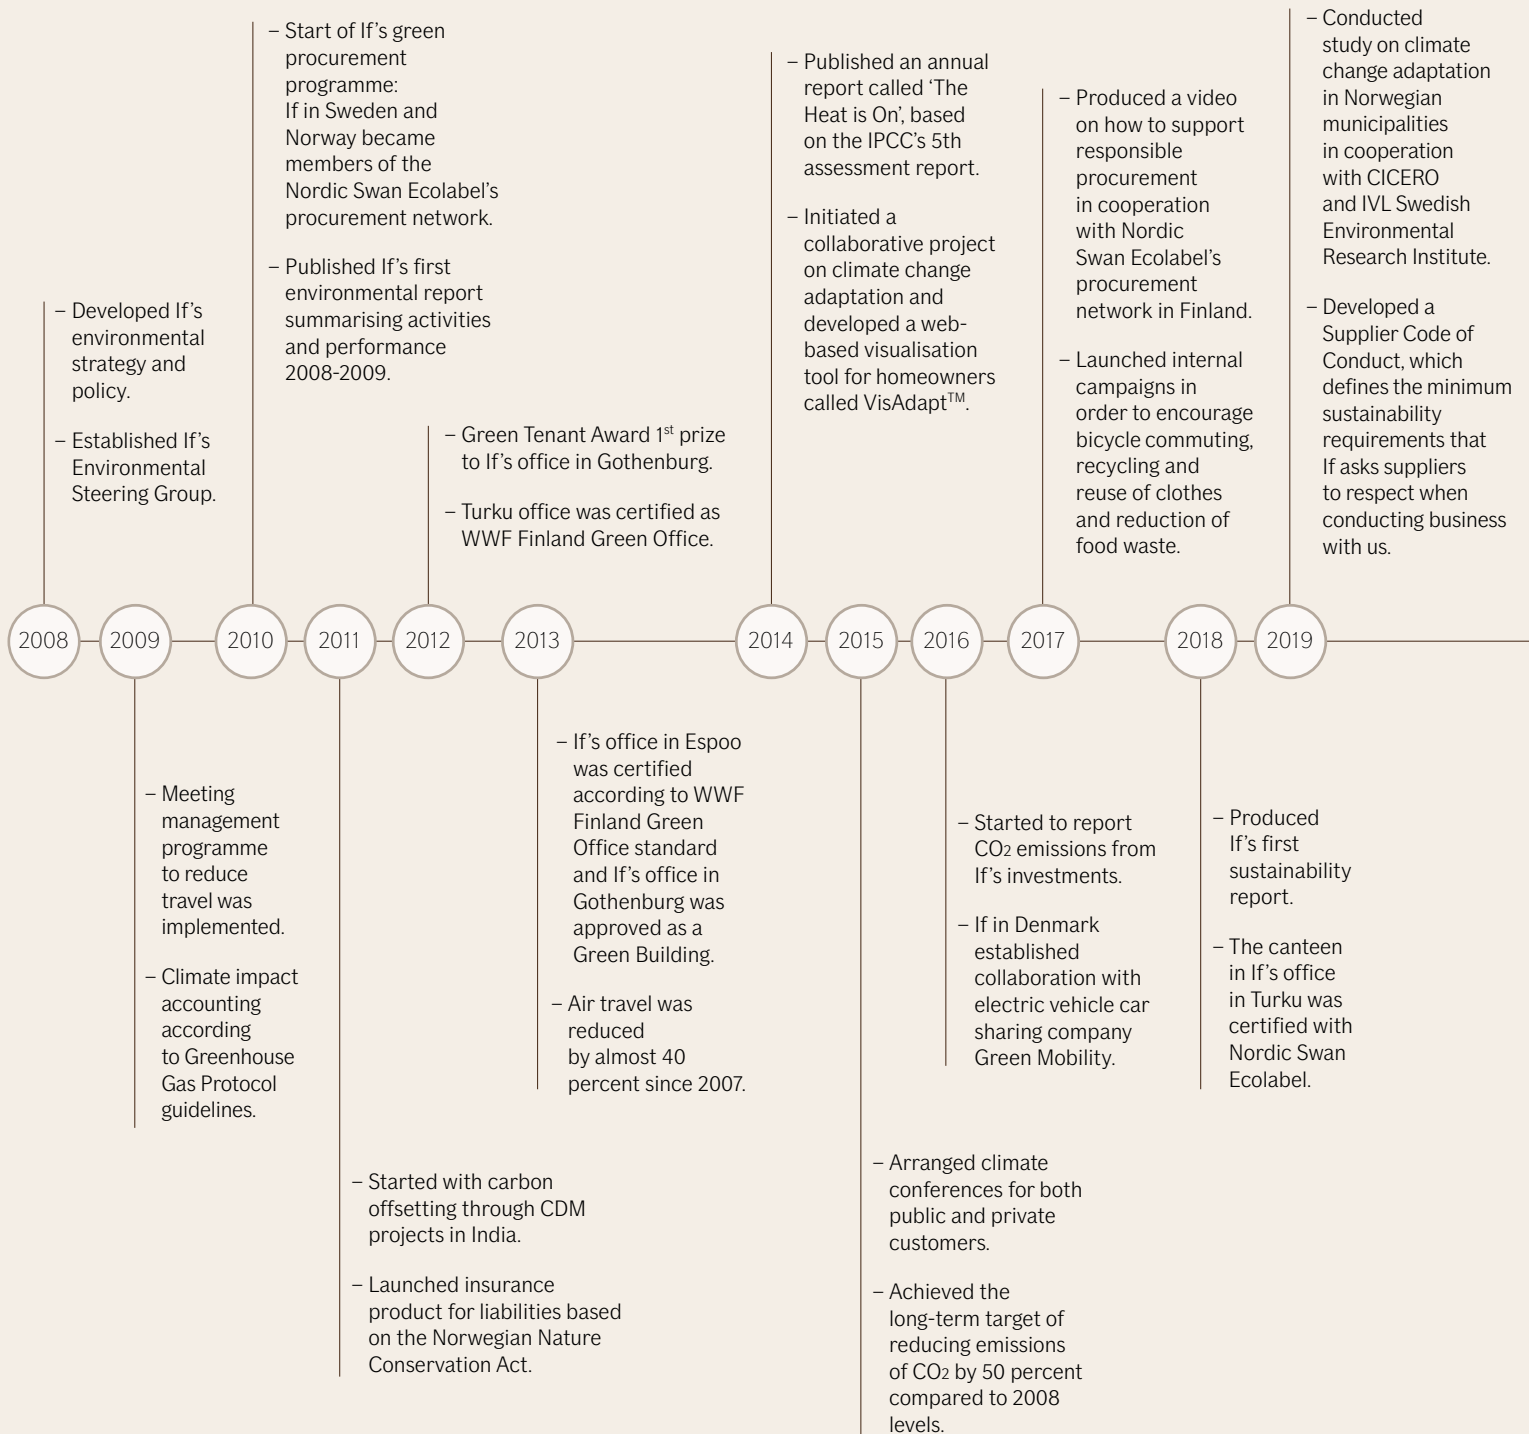 – Start of If’s green
procurement
programme:
If in Sweden and
Norway became
members of the
Nordic Swan Ecolabel’s
procurement network.
– Published If’s first
environmental report
summarising activities
and performance
2008-2009.
– Developed If’s
environmental
strategy and
policy.
– Established If’s
Environmental
Steering Group.
– Green Tenant Award 1st prize
to If’s office in Gothenburg.
– Turku office was certified as
WWF Finland Green Office.
– Published an annual
report called ‘The
Heat is On’, based
on the IPCC’s 5th
assessment report.
– Initiated a
collaborative project
on climate change
adaptation and
developed a web-
based visualisation
tool for homeowners
called VisAdapt™.
– Produced a video
on how to support
responsible
procurement
in cooperation
with Nordic
Swan Ecolabel’s
procurement
network in Finland.
– Launched internal
campaigns in
order to encourage
bicycle commuting,
recycling and
reuse of clothes
and reduction of
food waste.
– Conducted
study on climate
change adaptation
in Norwegian
municipalities
in cooperation
with CICERO
and IVL Swedish
Environmental
Research Institute.
– Developed a
Supplier Code of
Conduct, which
defines the minimum
sustainability
requirements that
If asks suppliers
to respect when
conducting business
with us.
2008 2009 2010 2011 2012 2013 2014 2015 2016 2017 2018 2019
– Meeting
management
programme
to reduce
travel was
implemented.
– Climate impact
accounting
according
to Greenhouse
Gas Protocol
guidelines.
– Started with carbon
offsetting through CDM
projects in India.
– Launched insurance
product for liabilities based
on the Norwegian Nature
Conservation Act.
– If’s office in Espoo
was certified
according to WWF
Finland Green
Office standard
and If’s office in
Gothenburg was
approved as a
Green Building.
– Air travel was
reduced
by almost 40
percent since 2007.
– Arranged climate
conferences for both
public and private
customers.
– Achieved the
long-term target of
reducing emissions
of CO2 by 50 percent
compared to 2008
levels.
– Started to report
CO2 emissions from
If’s investments.
– If in Denmark
established
collaboration with
electric vehicle car
sharing company
Green Mobility.
– Produced
If’s first
sustainability
report.
– The canteen
in If’s office
in Turku was
certified with
Nordic Swan
Ecolabel.